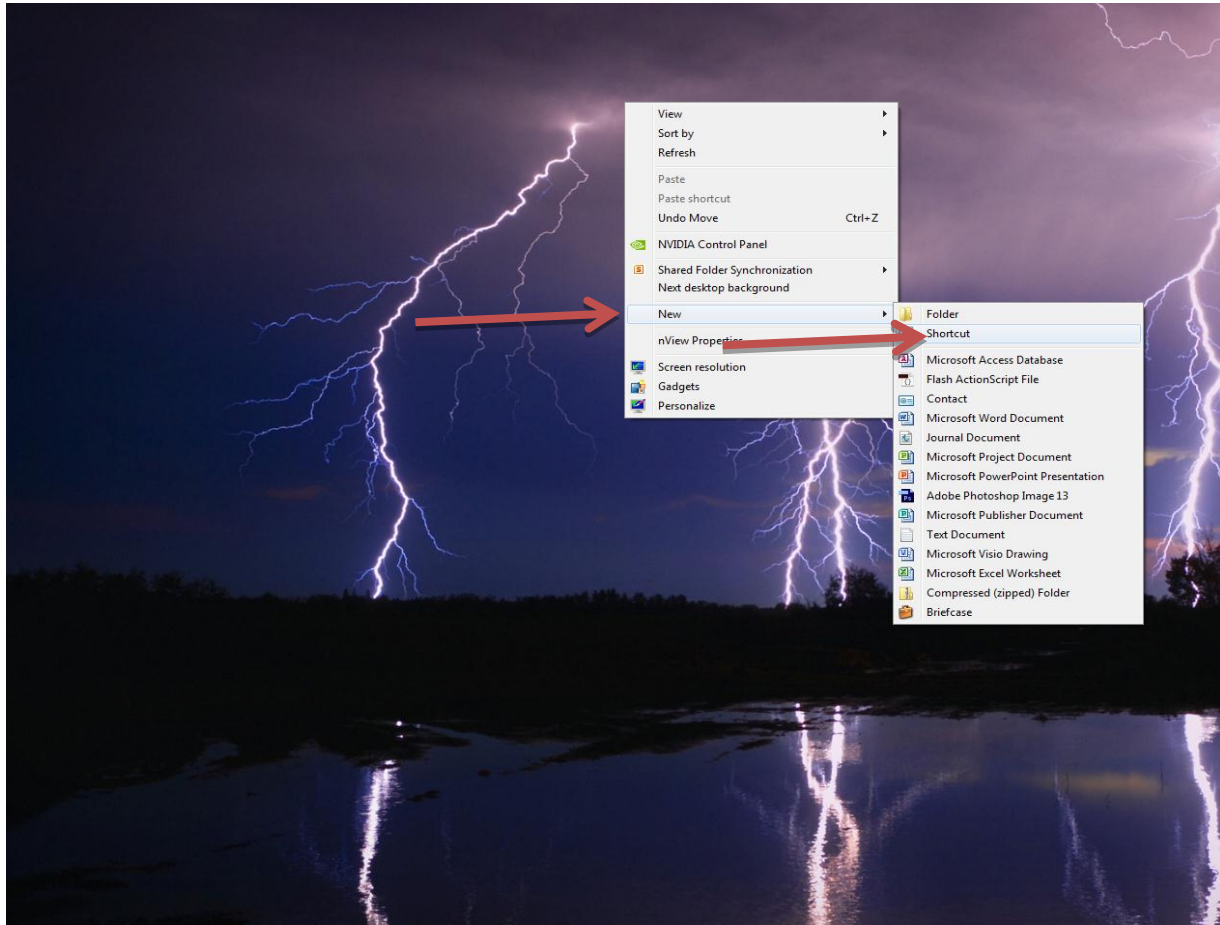 View
Sort by
Refresh
Paste
Paste shortcut
Undo Move Ctrl+Z
NVIDIA Control Panel
Shared Folder Synchronization
Next desktop background
New
nView Properties
Screen resolution
Gadgets
Personalize
Folder
Shortcut
Microsoft Access Database
Flash ActionScript File
Contact
Microsoft Word Document
Journal Document
Microsoft Project Document
Microsoft PowerPoint Presentation
Adobe Photoshop Image 13
Microsoft Publisher Document
Text Document
Microsoft Visio Drawing
Microsoft Excel Worksheet
Compressed (zipped) Folder
Briefcase